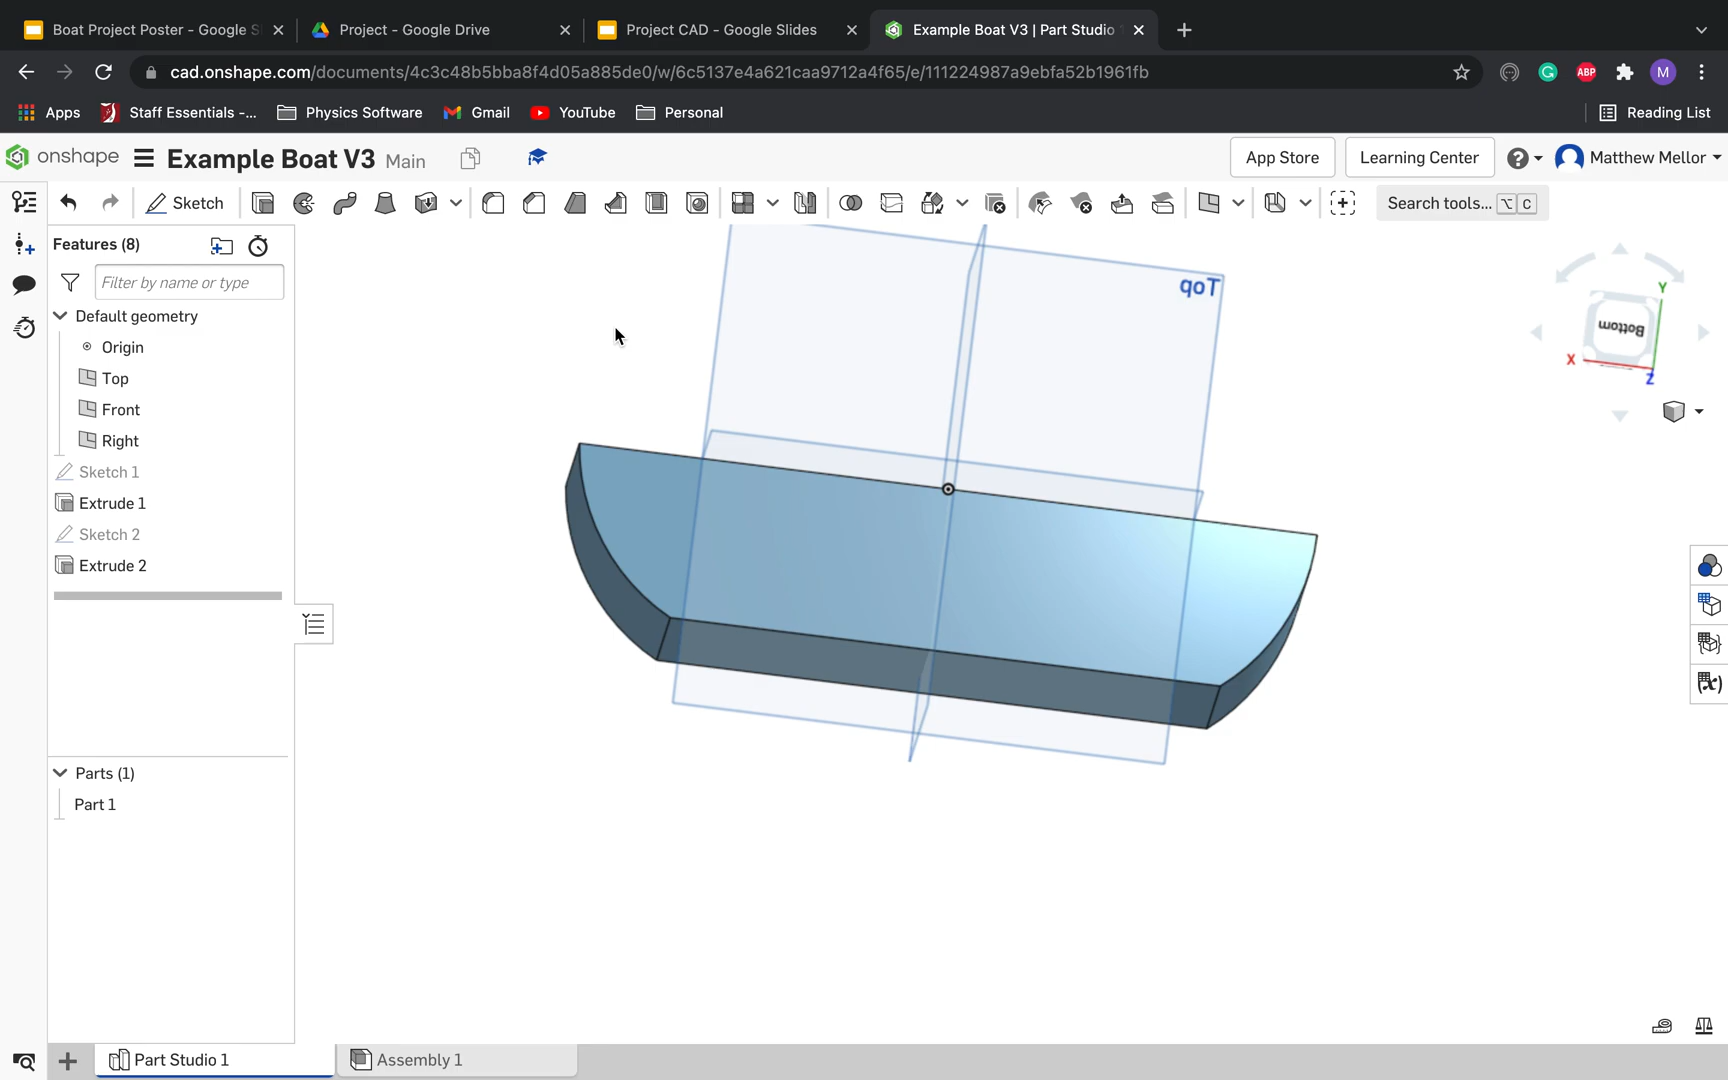 Boat Project Poster - Google S
Project - Google Drive
Project CAD - Google Slides
Example Boat V3 | Part Studio 1
cad.onshape.com/documents/4c3c48b5bba8f4d05a885de0/w/6c5137e4a621caa9712a4f65/e/111224987a9ebfa52b1961fb
ABP
M
Apps
Staff Essentials -...
Physics Software
Gmail
YouTube
Personal
Reading List
onshape
Example Boat V3 Main
App Store
Learning Center
Matthew Mellor
Sketch
Search tools... ⌥ C
Features (8)
Filter by name or type
Default geometry
Origin
Top
Front
Right
Sketch 1
Extrude 1
Sketch 2
Extrude 2
Parts (1)
Part 1
Top
Bottom
Y
X
Z
(x)
Part Studio 1
Assembly 1